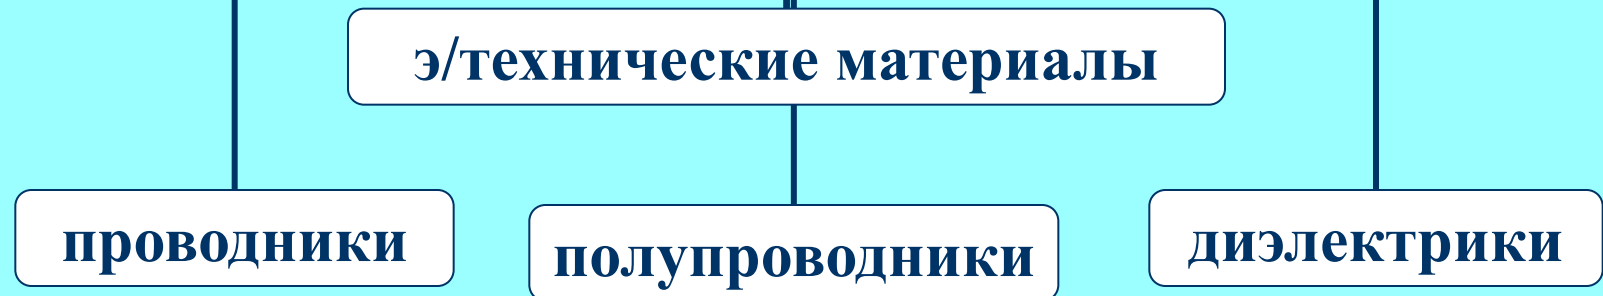 э/технические материалы
проводники
полупроводники
диэлектрики